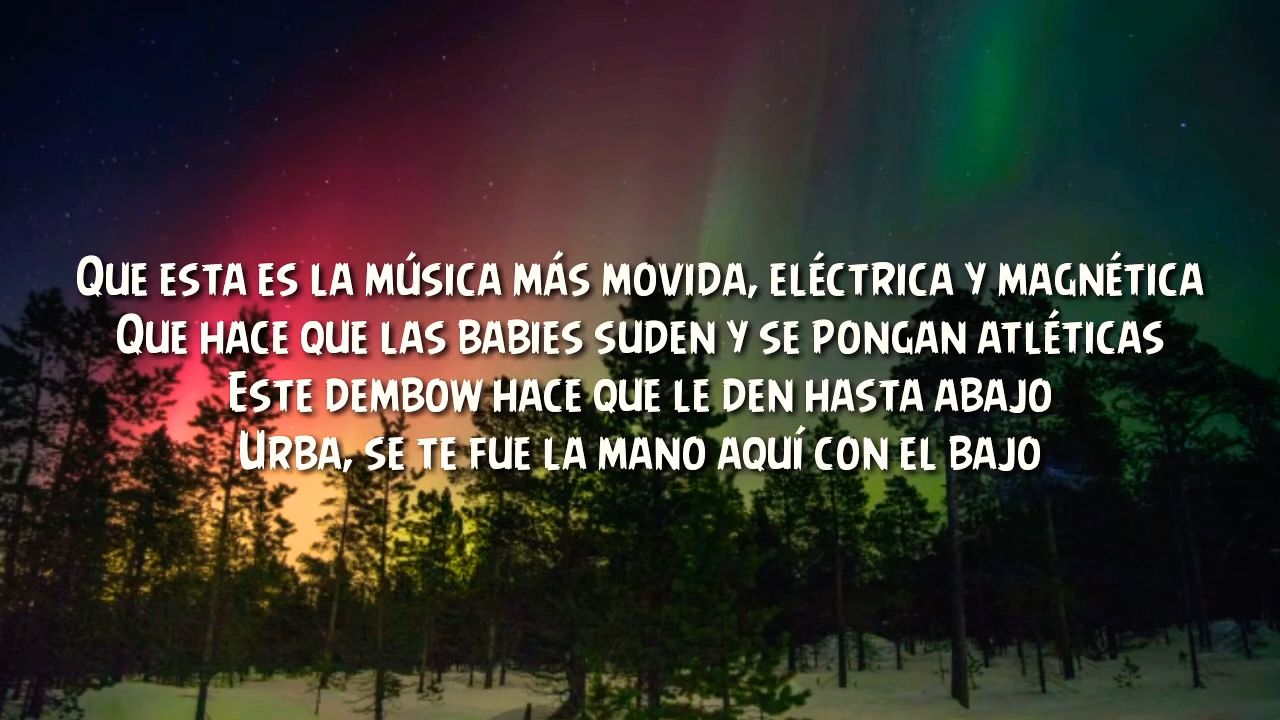 Que esta es la música más movida, eléctrica y magnética
Que hace que las babies suden y se pongan atléticas
Este dembow hace que le den hasta abajo
Urba, se te fue la mano aquí con el bajo